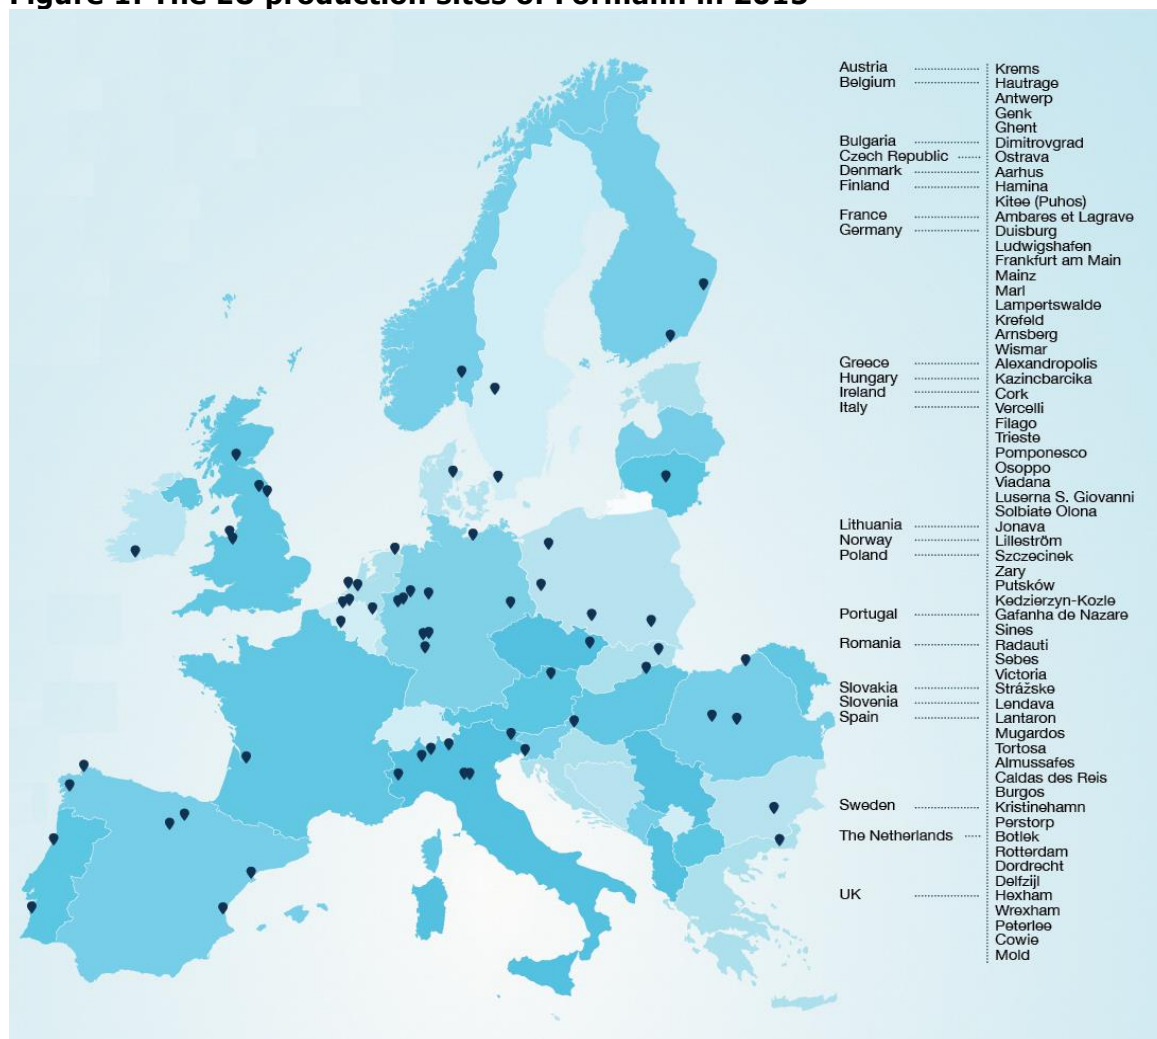 Figure 1: The EU production sites of Formann in 2015
Austria ................ Krems
Belgium ................ Hautrage
Antwerp
Genk
Ghent
Bulgaria ................ Dimitrovgrad
Czech Republic ...... Ostrava
Denmark ................ Aarhus
Finland ................ Hamina
Kitee (Puhos)
France ................ Ambares et Lagrave
Germany ................ Duisburg
Ludwigshafen
Frankfurt am Main
Mainz
Marl
Lampertswalde
Krefeld
Arnsberg
Wismar
Greece ................ Alexandropolis
Hungary ................ Kazincbarcika
Ireland ................ Cork
Italy ................ Vercelli
Filago
Trieste
Pomponesco
Osoppo
Viadana
Luserna S. Giovanni
Solbiate Olona
Lithuania ................ Jonava
Norway ................ Lilleström
Poland ................ Szczecinek
Zary
Putsków
Kedzierzyn-Kozle
Portugal ................ Gafanha de Nazare
Sines
Romania ................ Radauti
Sebes
Victoria
Slovakia ................ Strážske
Slovenia ................ Lendava
Spain ................ Lantaron
Mugardos
Tortosa
Almussafes
Caldas des Reis
Burgos
Sweden ................ Kristinehamn
Perstorp
The Netherlands .... Botlek
Rotterdam
Dordrecht
Delfzijl
UK ................ Hexham
Wrexham
Peterlee
Cowie
Mold